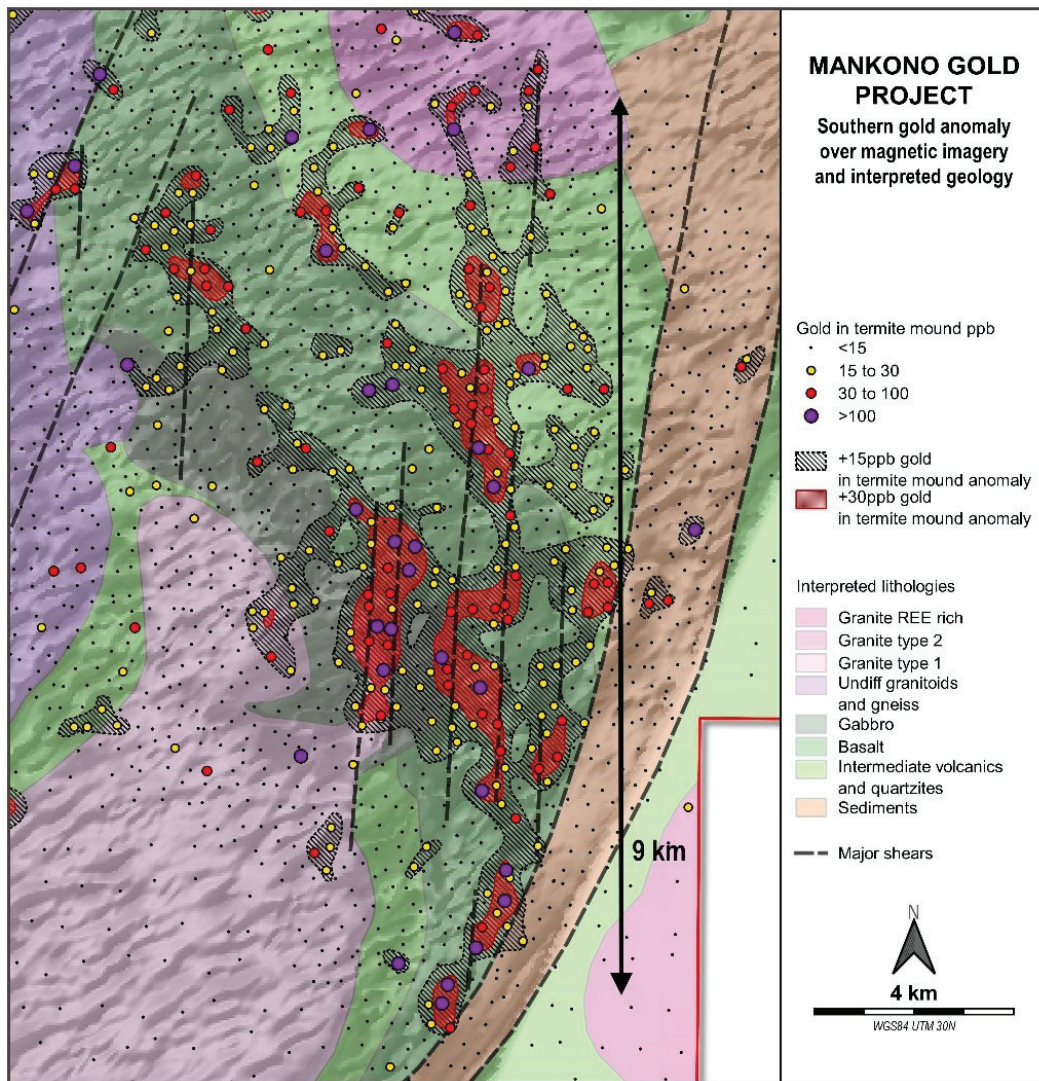 MANKONO GOLD
PROJECT
Southern gold anomaly
over magnetic imagery
and interpreted geology
Gold in termite mound ppb
<15
15 to 30
30 to 100
>100
+15ppb gold
in termite mound anomaly
+30ppb gold
in termite mound anomaly
Interpreted lithologies
Granite REE rich
Granite type 2
Granite type 1
Undiff granitoids
and gneiss
Gabbro
Basalt
Intermediate volcanics
and quartzites
Sediments
Major shears
9 km
N
4 km
WGS84 UTM 30N